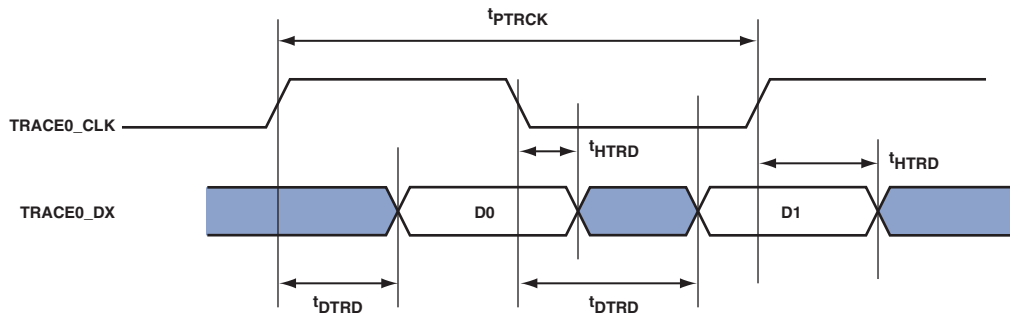 tPTRCK
TRACE0_CLK
tHTRD
tHTRD
TRACE0_DX
D0
D1
tDTRD
tDTRD